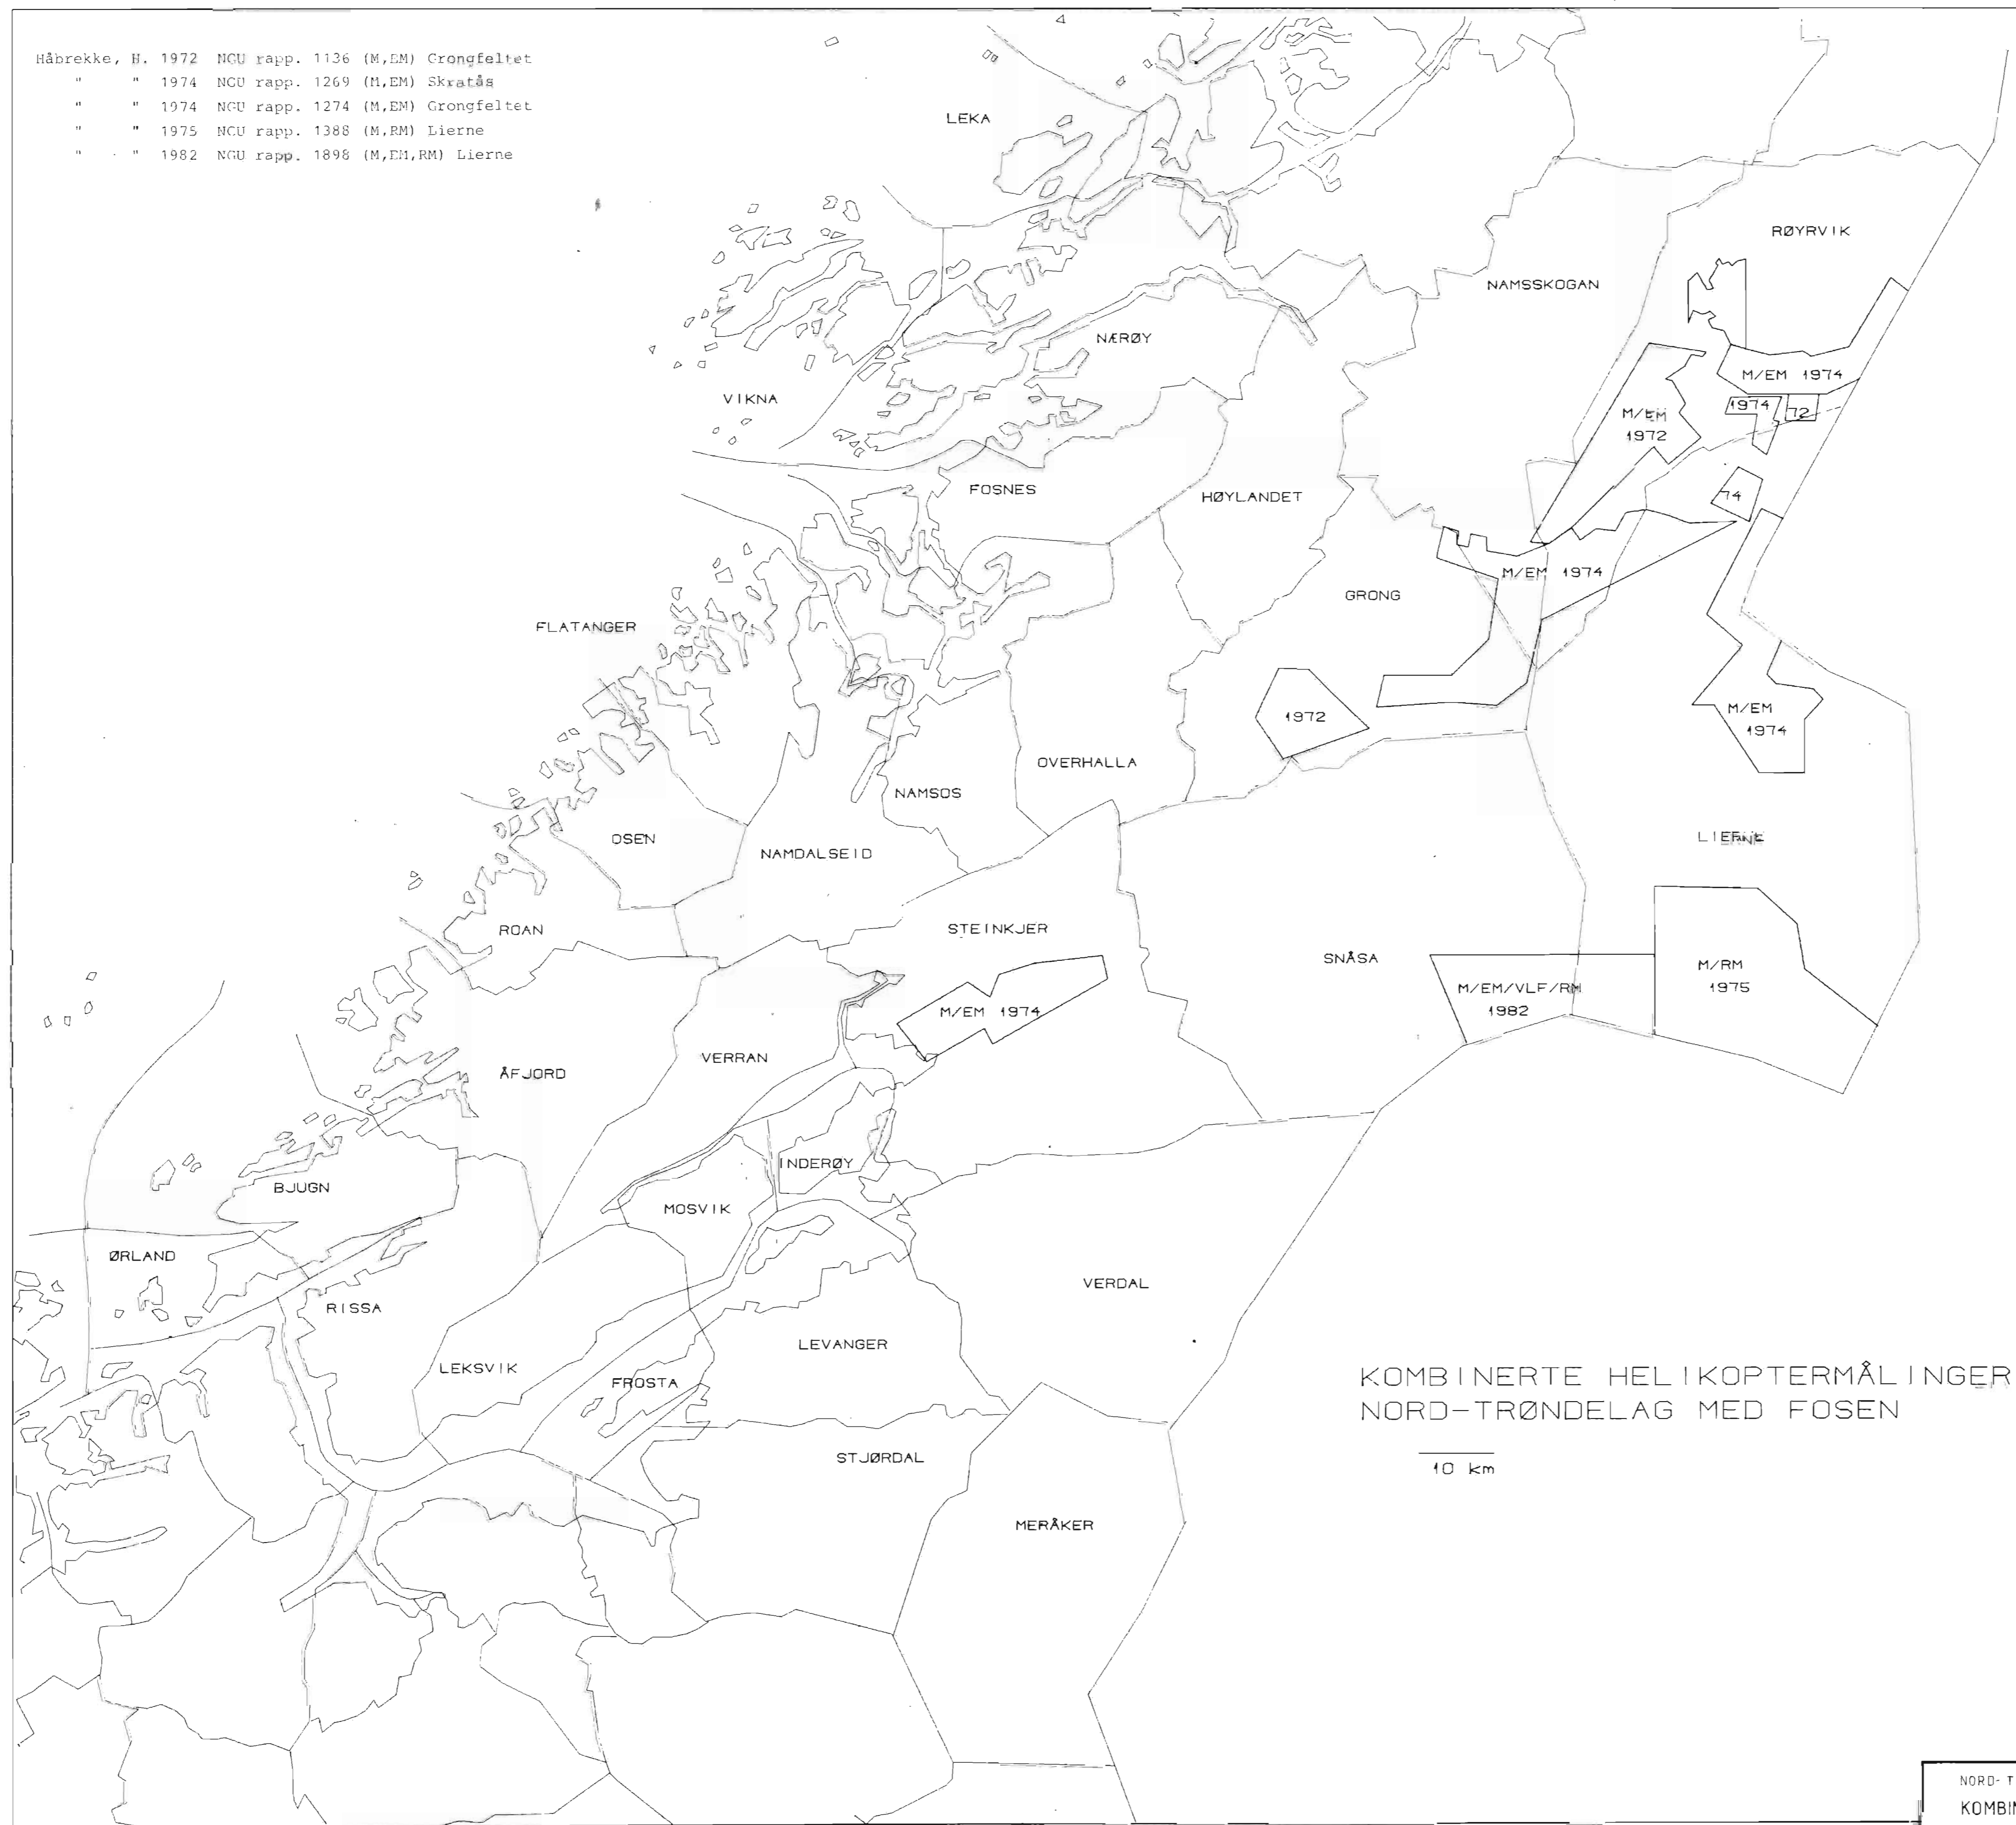 Håbrekke, H. 1972 NGU rapp. 1136 (M,EM) Grongfeltet
" " 1974 NGU rapp. 1269 (M,EM) Skratås
" " 1974 NGU rapp. 1274 (M,EM) Grongfeltet
" " 1975 NGU rapp. 1388 (M,RM) Lierne
" " 1982 NGU rapp. 1898 (M,EM,RM) Lierne
LEKA
RØYRVIK
NAMSSKOGAN
NÆRØY
M/EM 1974
VIKNA
1974
72
M/EM
1972
FOSNES
HØYLANDET
74
M/EM 1974
GRONG
FLATANGER
1972
M/EM
1974
OVERHALLA
NAMSOS
OSEN
NAMDALSEID
LIERNE
ROAN
STEINKJER
SNÅSA
M/RM
1975
M/EM/VLF/RM
1982
M/EM 1974
VERRAN
ÅFJORD
INDERØY
BJUGN
MOSVIK
ØRLAND
VERDAL
RISSA
LEVANGER
LEKSVIK
FROSTA
KOMBINERTE HELIKOPTERMÅLINGER
NORD-TRØNDELAG MED FOSEN
10 km
STJØRDAL
MERÅKER
NORD- T
KOMBI